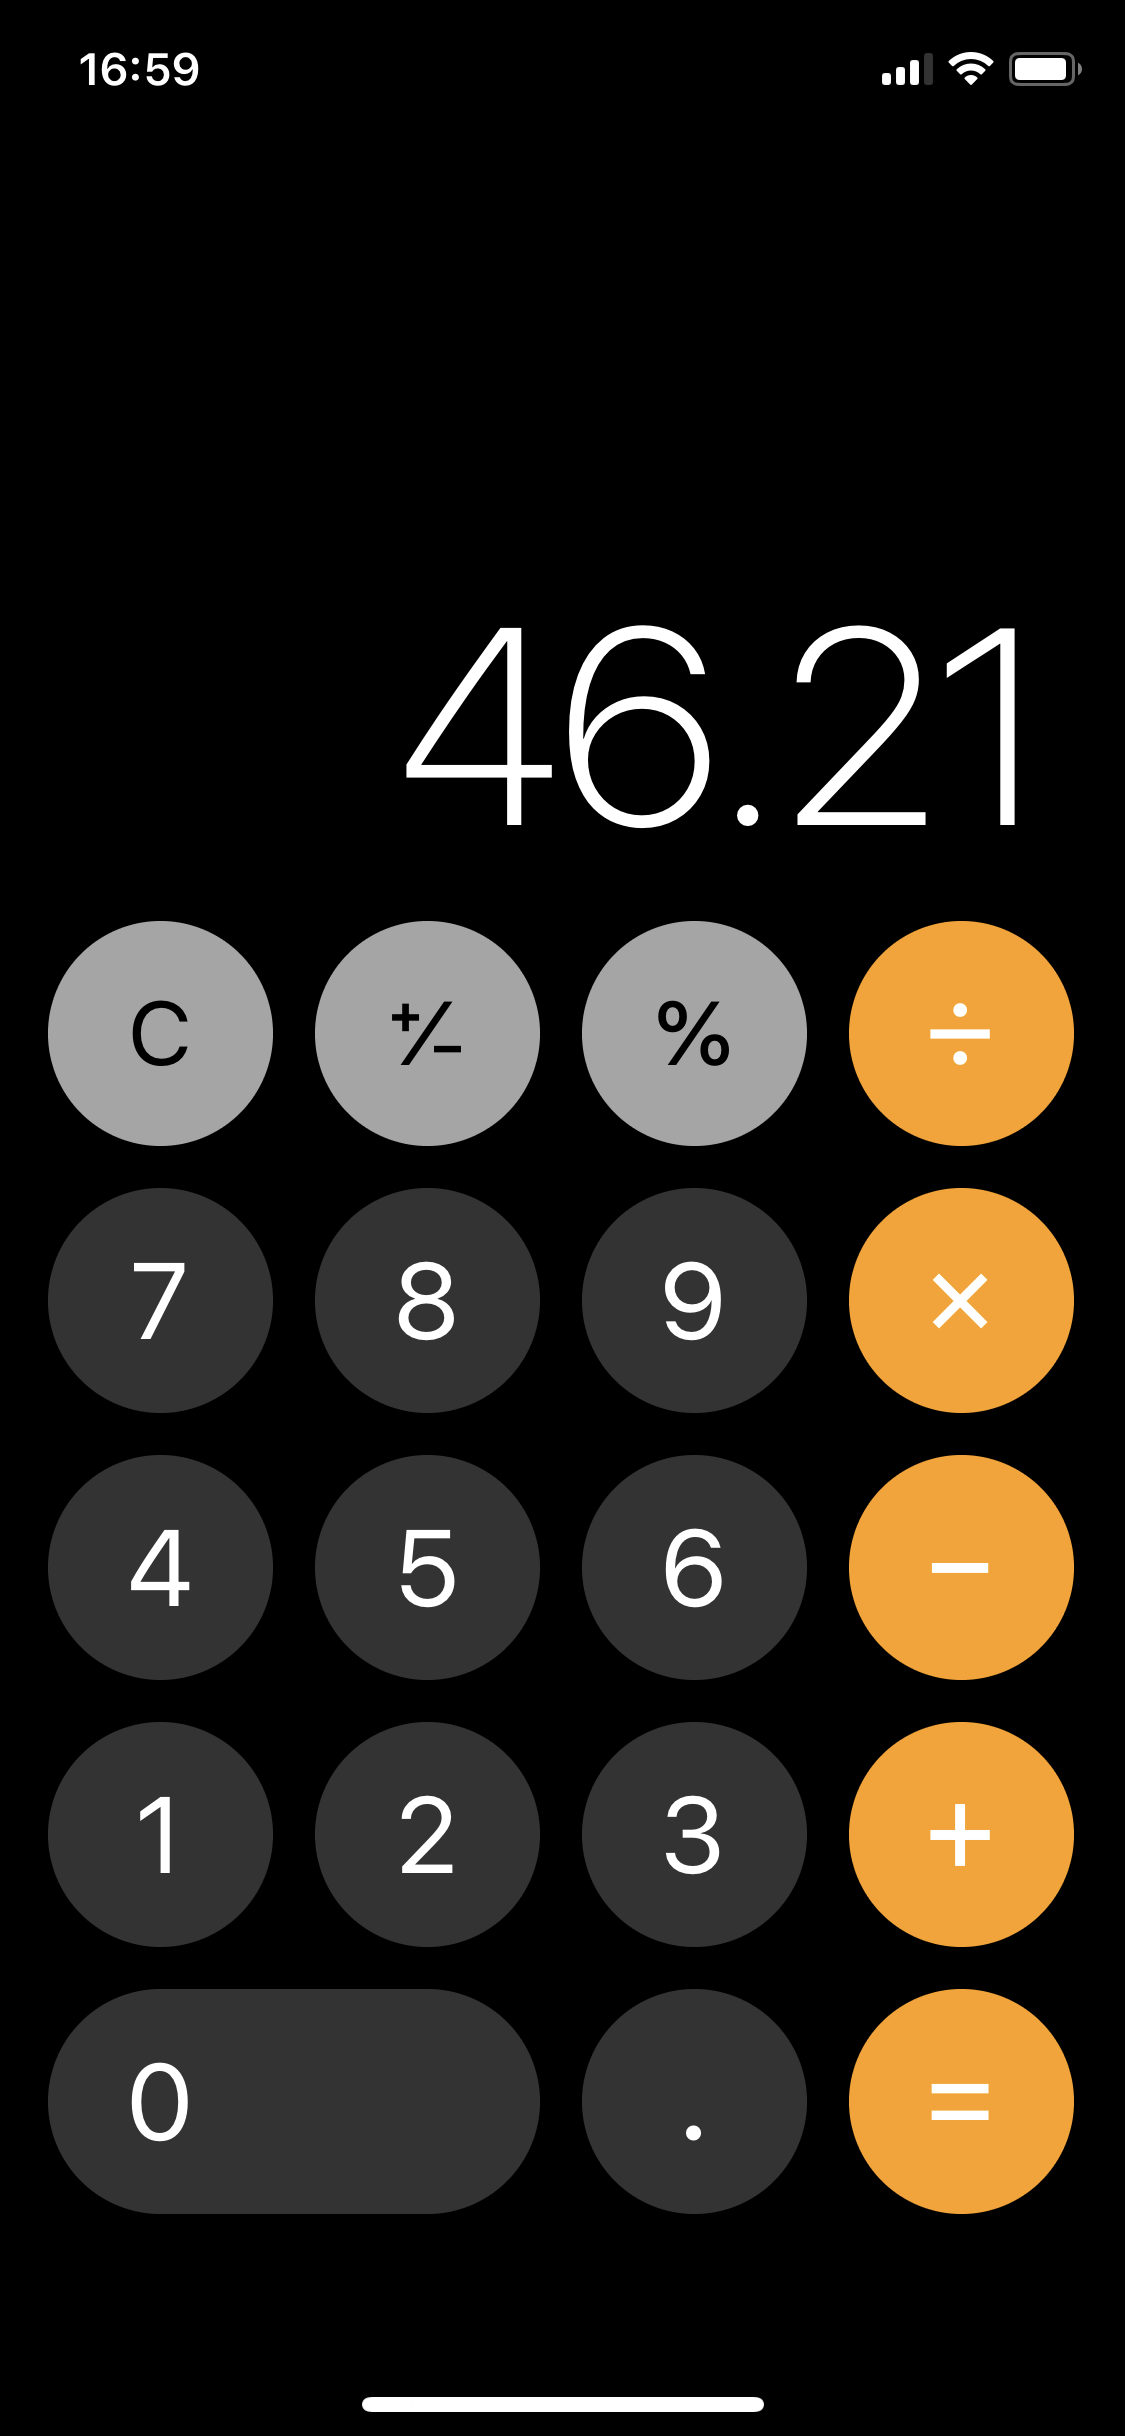 16:59
46.21
C ⁺⁄₋ % ÷
7 8 9 ×
4 5 6 −
1 2 3 +
0 . =